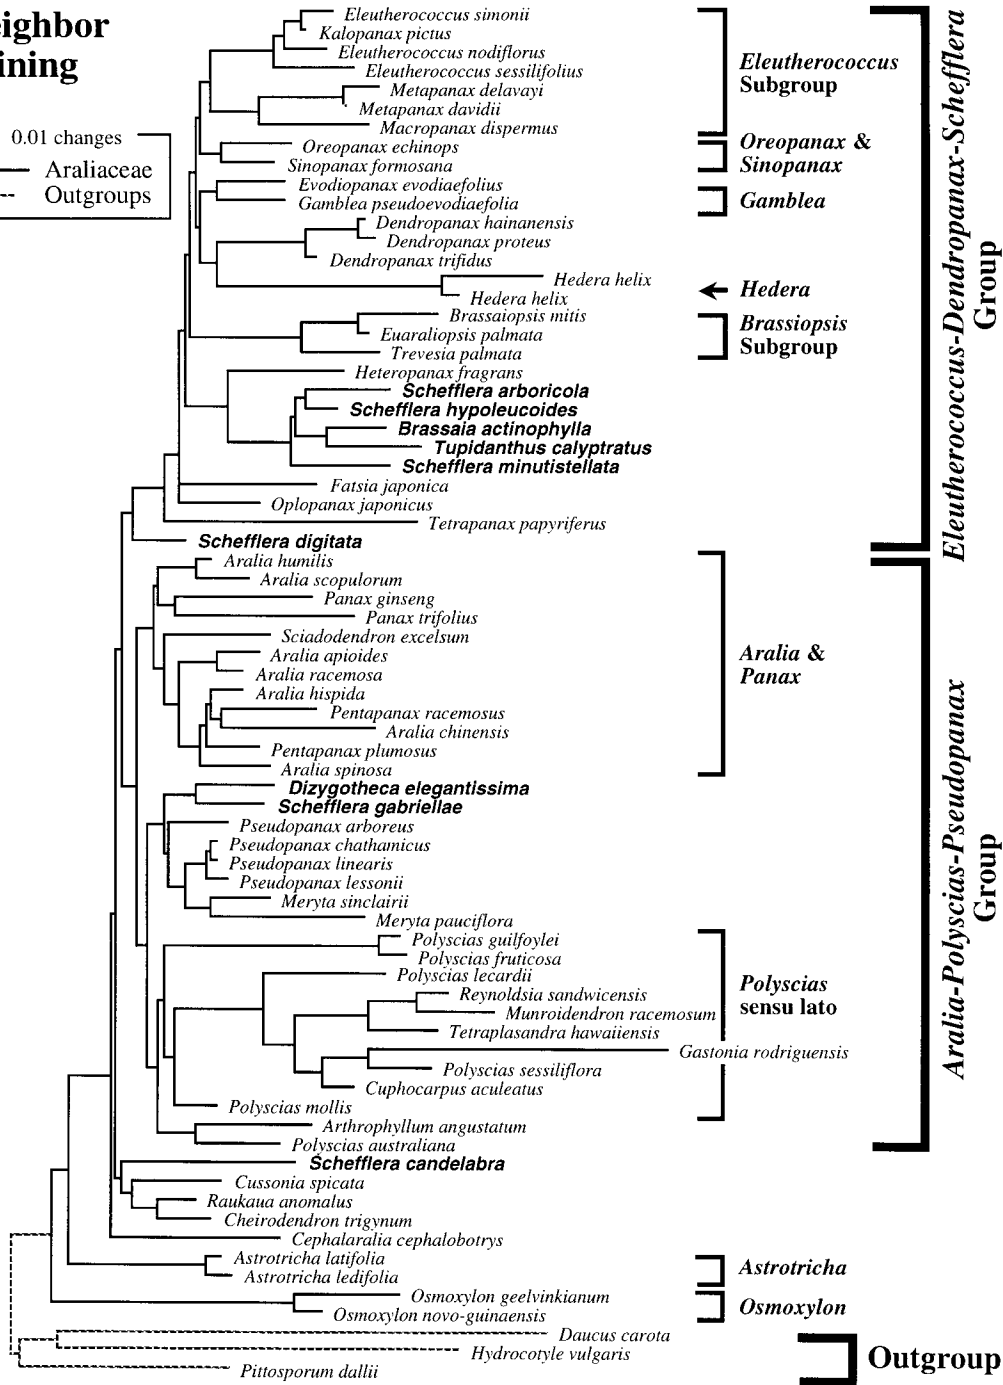 eighbor
ining
0.01 changes
Araliaceae
Outgroups
Eleutherococcus simonii
Kalopanax pictus
Eleutherococcus nodiflorus
Eleutherococcus sessilifolius
Metapanax delavayi
Metapanax davidii
Macropanax dispermus
Oreopanax echinops
Sinopanax formosana
Evodiopanax evodiaefolius
Gamblea pseudoevodiaefolia
Dendropanax hainanensis
Dendropanax proteus
Dendropanax trifidus
Hedera helix
Hedera helix
Brassaiopsis mitis
Euaraliopsis palmata
Trevesia palmata
Heteropanax fragrans
Schefflera arboricola
Schefflera hypoleucoides
Brassaia actinophylla
Tupidanthus calyptratus
Schefflera minutistellata
Fatsia japonica
Oplopanax japonicus
Tetrapanax papyriferus
Schefflera digitata
Aralia humilis
Aralia scopulorum
Panax ginseng
Panax trifolius
Sciadodendron excelsum
Aralia apioides
Aralia racemosa
Aralia hispida
Pentapanax racemosus
Aralia chinensis
Pentapanax plumosus
Aralia spinosa
Dizygotheca elegantissima
Schefflera gabriellae
Pseudopanax arboreus
Pseudopanax chathamicus
Pseudopanax linearis
Pseudopanax lessonii
Meryta sinclairii
Meryta pauciflora
Polyscias guilfoylei
Polyscias fruticosa
Polyscias lecardii
Reynoldsia sandwicensis
Munroidendron racemosum
Tetraplasandra hawaiiensis
Gastonia rodriguensis
Polyscias sessiliflora
Cuphocarpus aculeatus
Polyscias mollis
Arthrophyllum angustatum
Polyscias australiana
Schefflera candelabra
Cussonia spicata
Raukaua anomalus
Cheirodendron trigynum
Cephalaralia cephalobotrys
Astrotricha latifolia
Astrotricha ledifolia
Osmoxylon geelvinkianum
Osmoxylon novo-guinaensis
Daucus carota
Hydrocotyle vulgaris
Pittosporum dallii
Eleutherococcus
Subgroup
Oreopanax &
Sinopanax
Gamblea
Hedera
Brassiopsis
Subgroup
Aralia &
Panax
Polyscias
sensu lato
Astrotricha
Osmoxylon
Outgroup
Eleutherococcus-Dendropanax-Schefflera
Group
Aralia-Polyscias-Pseudopanax
Group